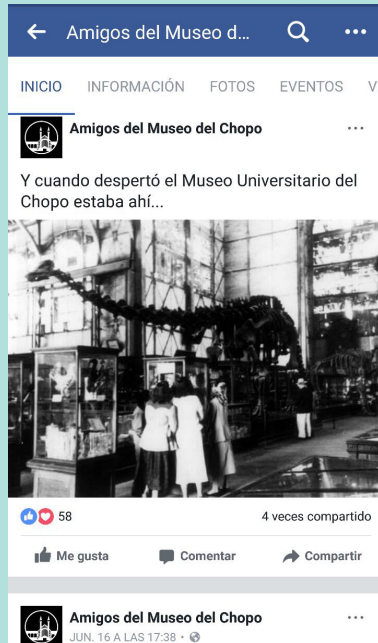 Amigos del Museo d...
INICIO INFORMACIÓN FOTOS EVENTOS V
Amigos del Museo del Chopo
Y cuando despertó el Museo Universitario del
Chopo estaba ahí...
58 4 veces compartido
Me gusta Comentar Compartir
Amigos del Museo del Chopo
JUN. 16 A LAS 17:38 •